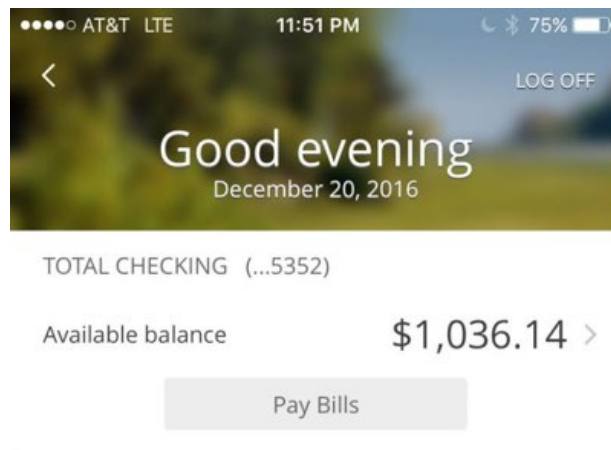 AT&T LTE 11:51 PM 75%
LOG OFF
Good evening
December 20, 2016
TOTAL CHECKING (...5352)
Available balance $1,036.14
Pay Bills